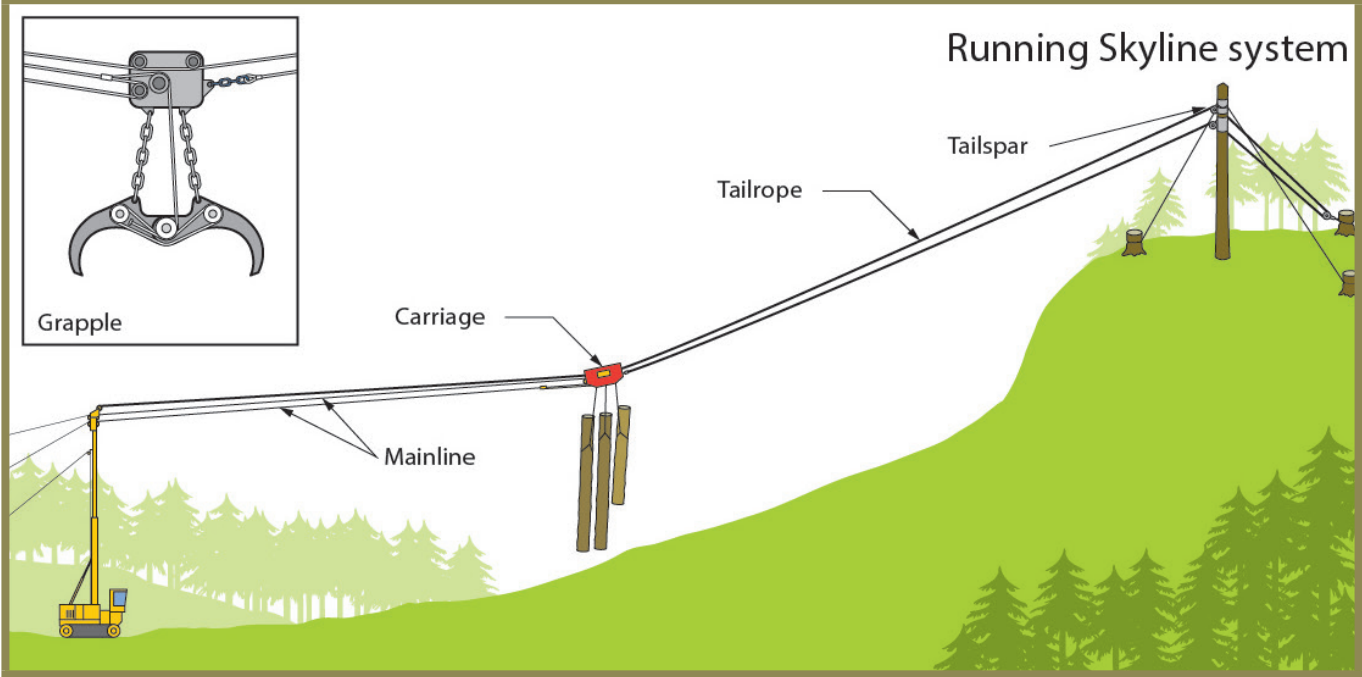 Running Skyline system
Tailspar
Tailrope
Carriage
Grapple
Mainline